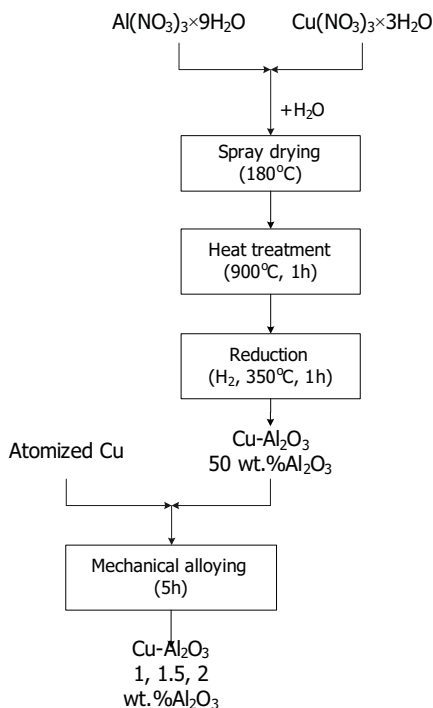 Al(NO₃)₃×9H₂O Cu(NO₃)₃×3H₂O
+H₂O
Spray drying
(180°C)
Heat treatment
(900°C, 1h)
Reduction
(H₂, 350°C, 1h)
Cu-Al₂O₃
50 wt.%Al₂O₃
Atomized Cu
Mechanical alloying
(5h)
Cu-Al₂O₃
1, 1.5, 2
wt.%Al₂O₃